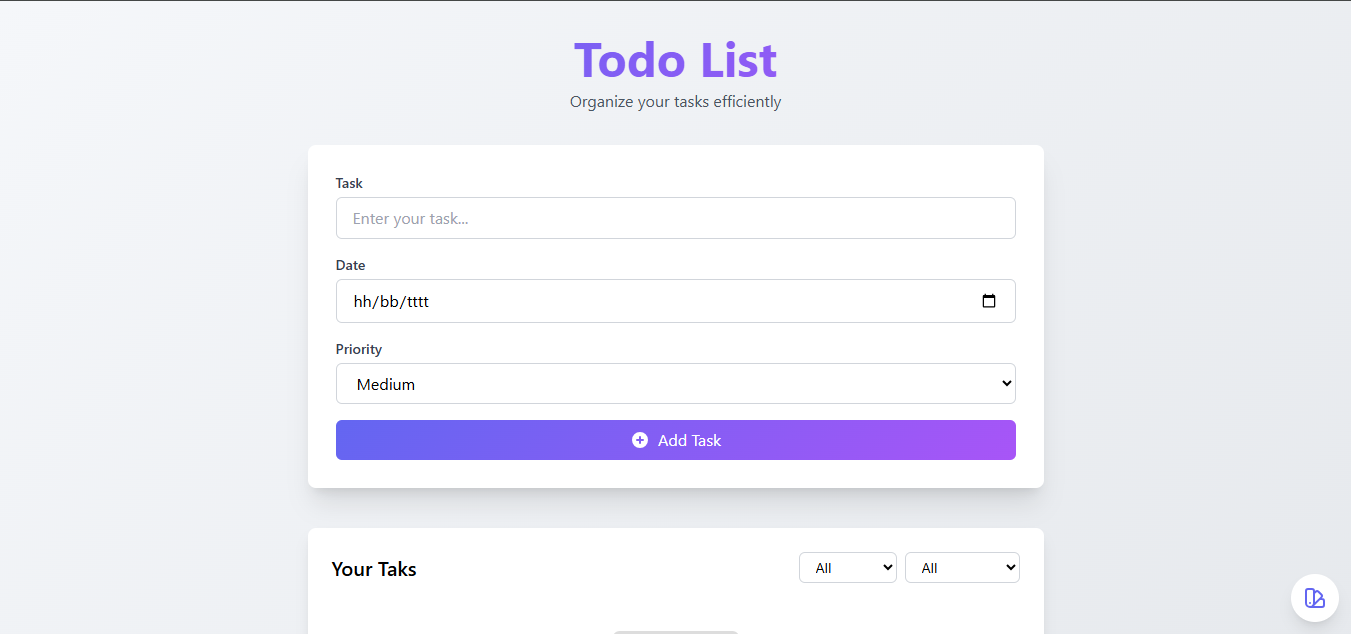 Todo List
Organize your tasks efficiently
Task
Enter your task...
Date
hh/bb/tttt
Priority
Medium
Add Task
Your Taks
All
All